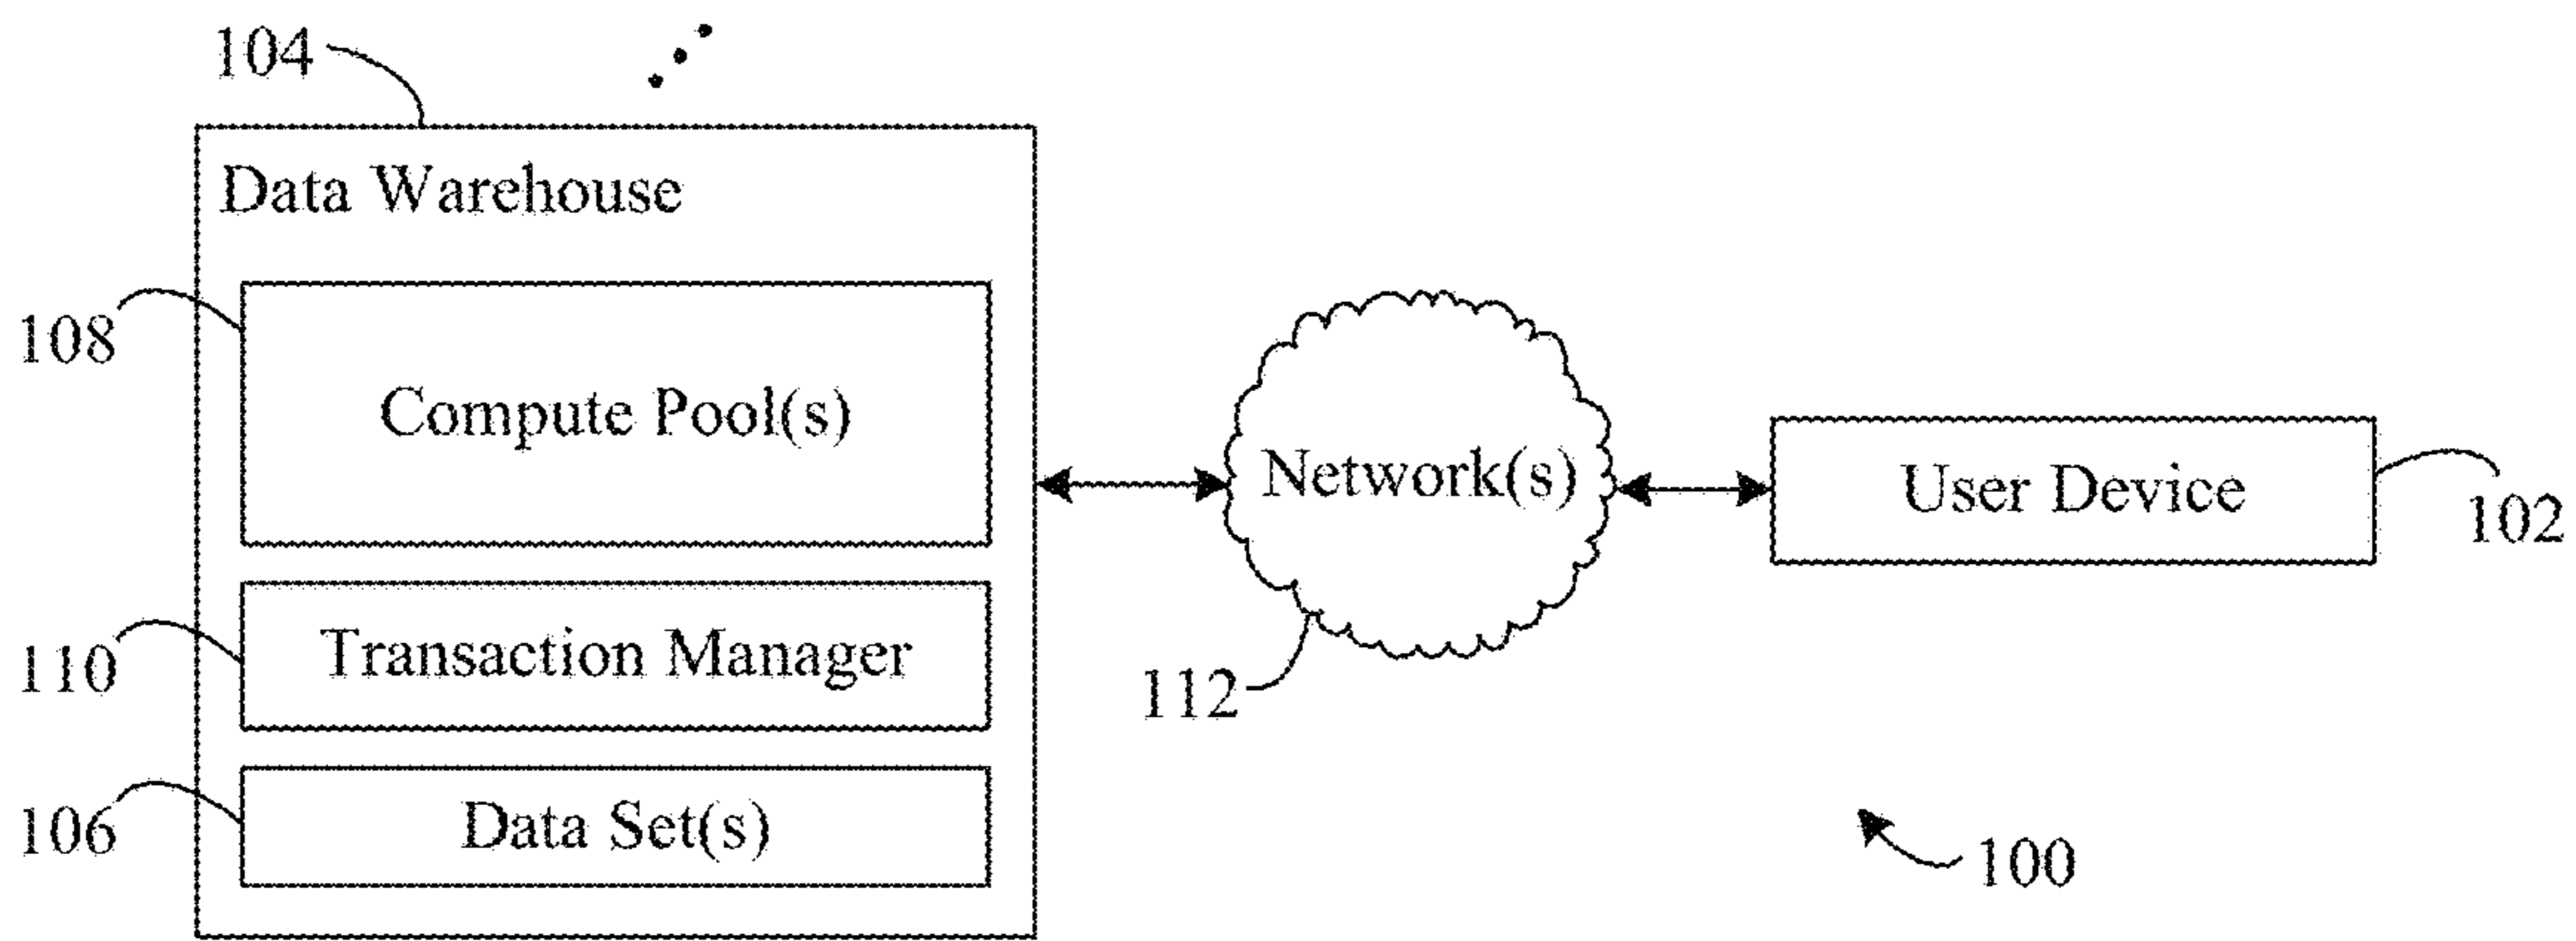 104
Data Warehouse
108
Compute Pool(s)
Network(s)
User Device
102
110
Transaction Manager
112
106
Data Set(s)
100